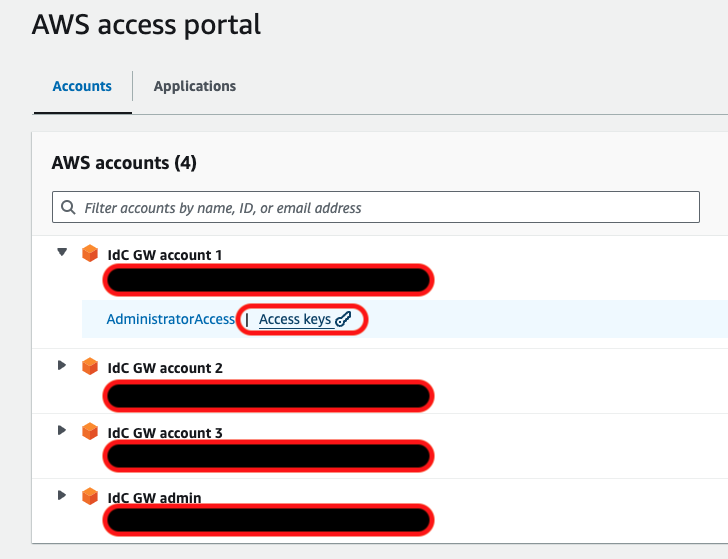 AWS access portal
Accounts
Applications
AWS accounts (4)
Filter accounts by name, ID, or email address
IdC GW account 1
AdministratorAccess | Access keys
IdC GW account 2
IdC GW account 3
IdC GW admin